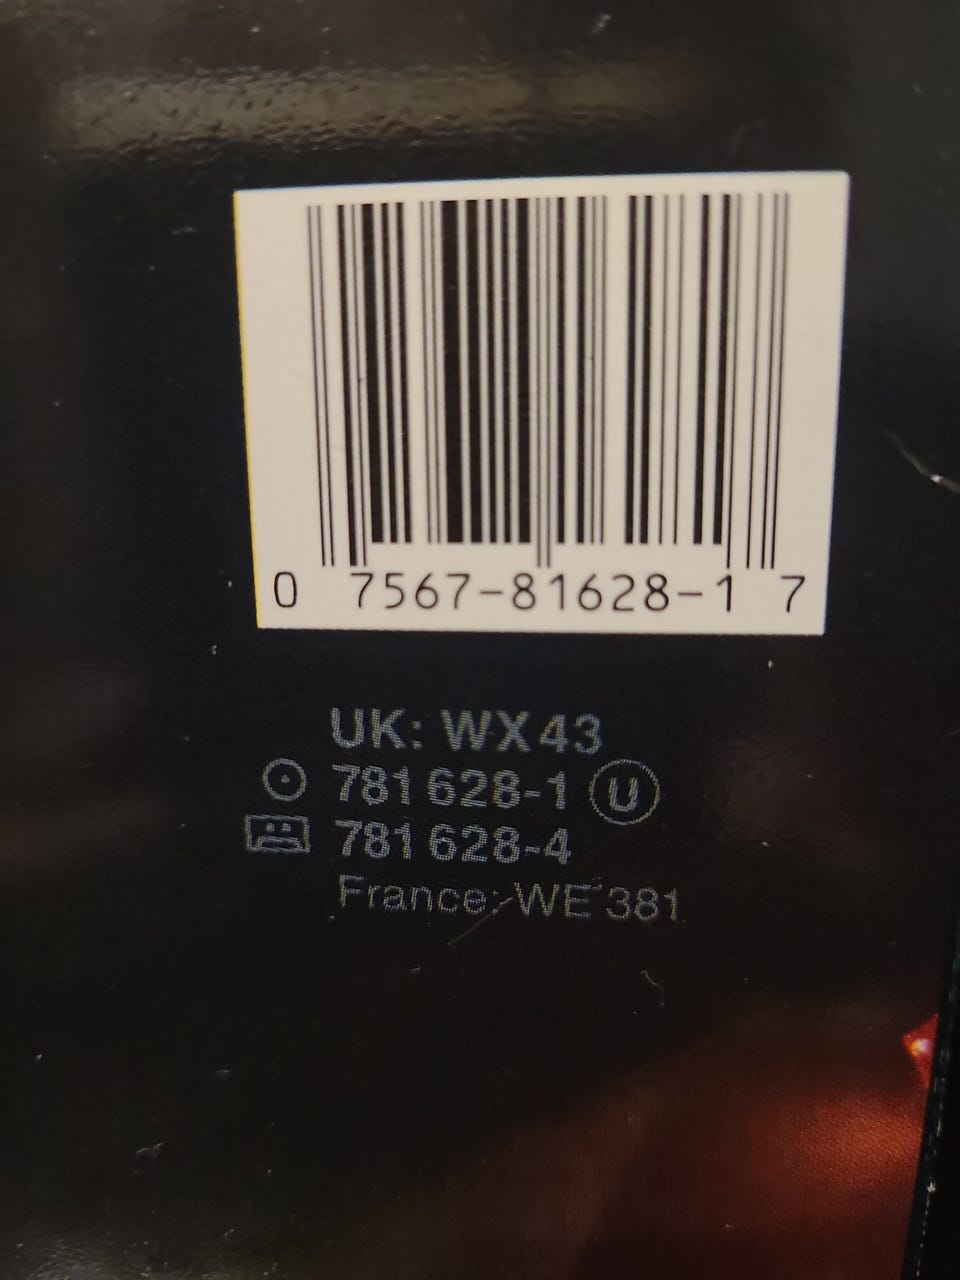 0 7567-81628-1 7
UK: WX 43
781 628-1 U
781 628-4
France: WE 381